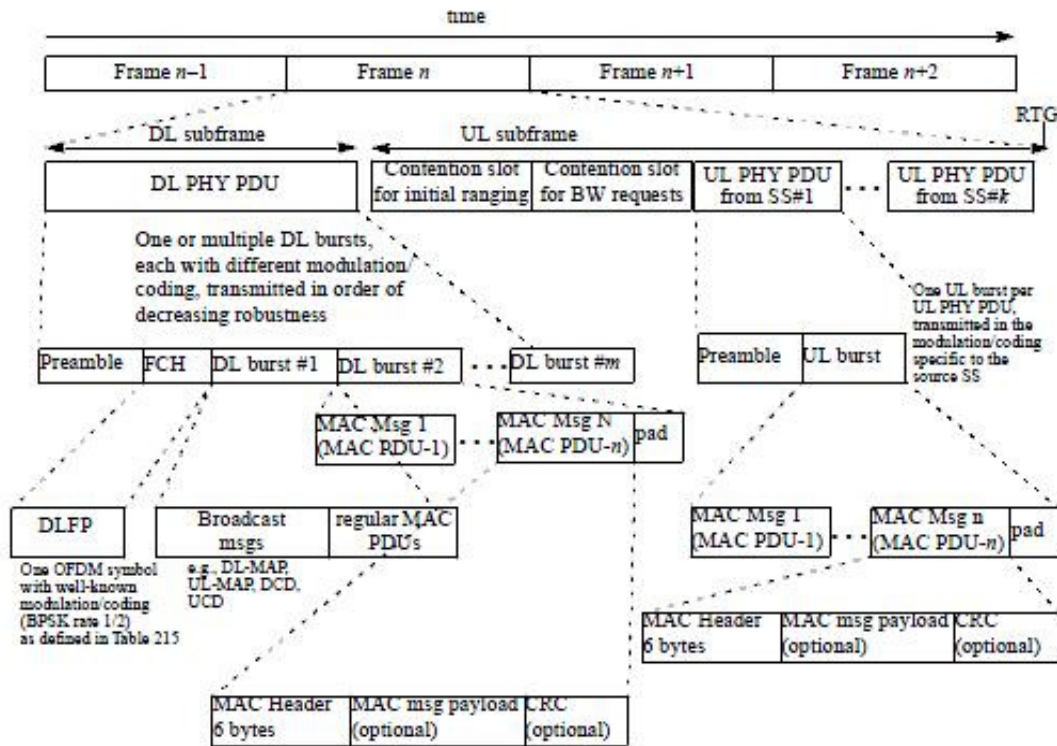 time
Frame n–1 Frame n Frame n+1 Frame n+2
RTG
DL subframe UL subframe
DL PHY PDU
Contention slot
for initial ranging
Contention slot
for BW requests
UL PHY PDU
from SS#1
UL PHY PDU
from SS#k
One or multiple DL bursts,
each with different modulation/
coding, transmitted in order of
decreasing robustness
One UL burst per
UL PHY PDU,
transmitted in the
modulation/coding
specific to the
source SS
Preamble FCH DL burst #1 DL burst #2 DL burst #m
Preamble UL burst
MAC Msg 1
(MAC PDU-1)
MAC Msg N
(MAC PDU-n)
pad
DLFP
Broadcast
msgs
regular MAC
PDUs
MAC Msg 1
(MAC PDU-1)
MAC Msg n
(MAC PDU-n)
pad
One OFDM symbol
with well-known
modulation/coding
(BPSK rate 1/2)
as defined in Table 215
e.g., DL-MAP,
UL-MAP, DCD,
UCD
MAC Header
6 bytes
MAC msg payload
(optional)
CRC
(optional)
MAC Header
6 bytes
MAC msg payload
(optional)
CRC
(optional)